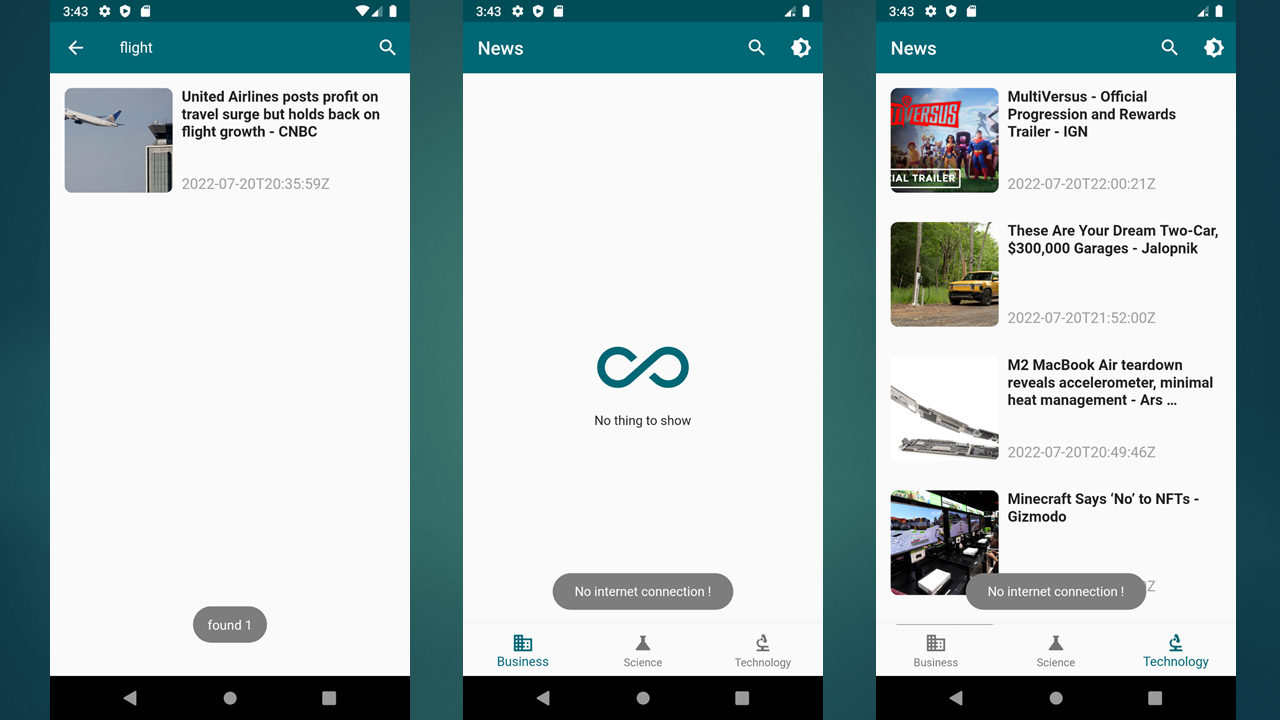 3:43
flight
United Airlines posts profit on
travel surge but holds back on
flight growth - CNBC
2022-07-20T20:35:59Z
found 1
3:43
News
No thing to show
No internet connection !
Business
Science
Technology
3:43
News
MultiVersus - Official
Progression and Rewards
Trailer - IGN
2022-07-20T22:00:21Z
TIVERSUS
CIAL TRAILER
These Are Your Dream Two-Car,
$300,000 Garages - Jalopnik
2022-07-20T21:52:00Z
M2 MacBook Air teardown
reveals accelerometer, minimal
heat management - Ars …
2022-07-20T20:49:46Z
Minecraft Says ‘No’ to NFTs -
Gizmodo
Z
No internet connection !
Business
Science
Technology